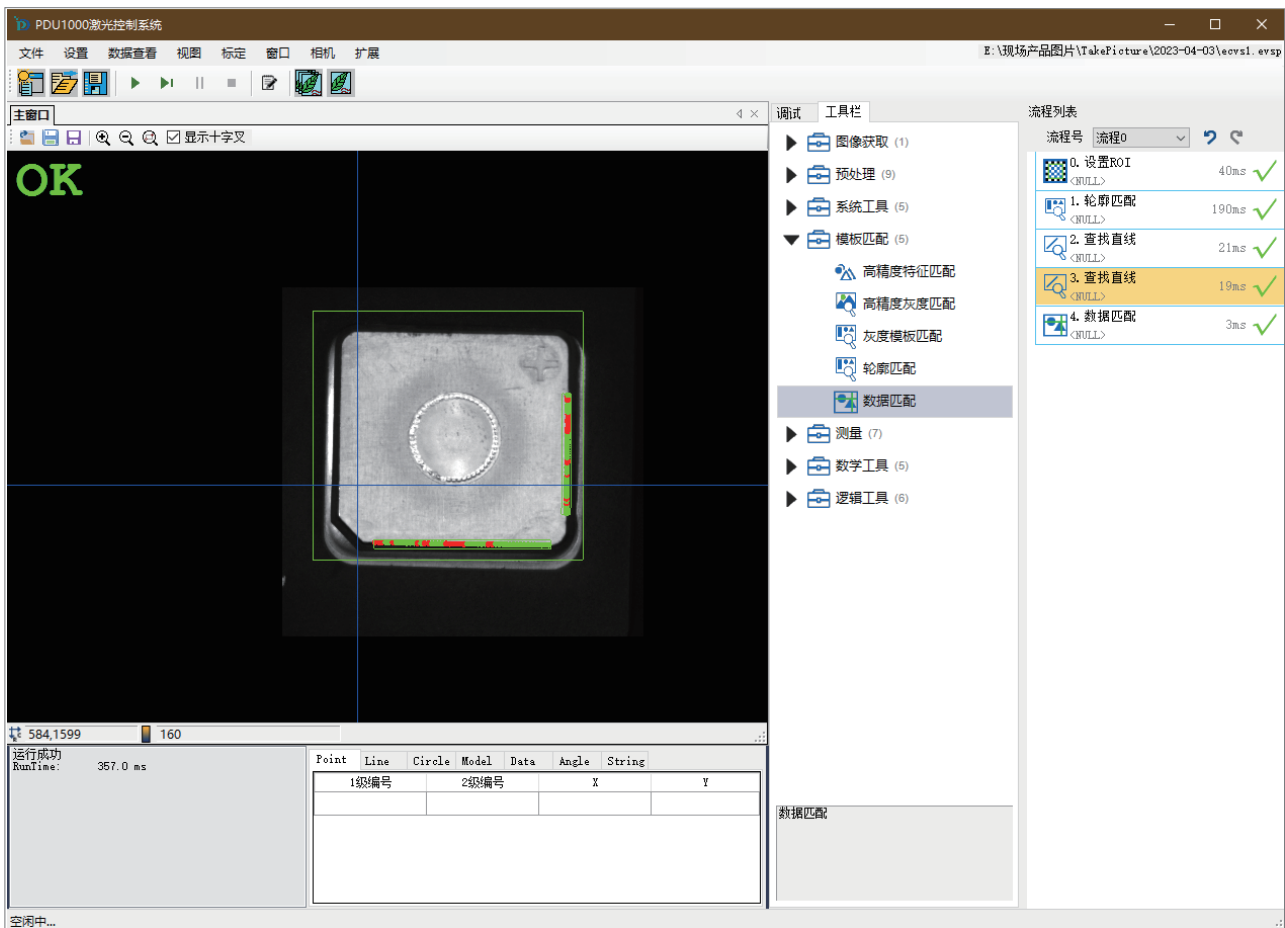 PDU1000激光控制系统
文件 设置 数据查看 视图 标定 窗口 相机 扩展
E:\现场产品图片\TakePicture\2023-04-03\ecvs1.evsp
主窗口
显示十字叉
OK
584,1599 160
运行成功
RunTime: 357.0 ms
Point Line Circle Model Data Angle String
1级编号 2级编号 X Y
调试 工具栏
图像获取 (1)
预处理 (9)
系统工具 (5)
模板匹配 (5)
高精度特征匹配
高精度灰度匹配
灰度模板匹配
轮廓匹配
数据匹配
测量 (7)
数学工具 (5)
逻辑工具 (6)
数据匹配
流程列表
流程号 流程0
0. 设置ROI 40ms
<NULL>
1. 轮廓匹配 190ms
<NULL>
2. 查找直线 21ms
<NULL>
3. 查找直线 19ms
<NULL>
4. 数据匹配 3ms
<NULL>
空闲中...